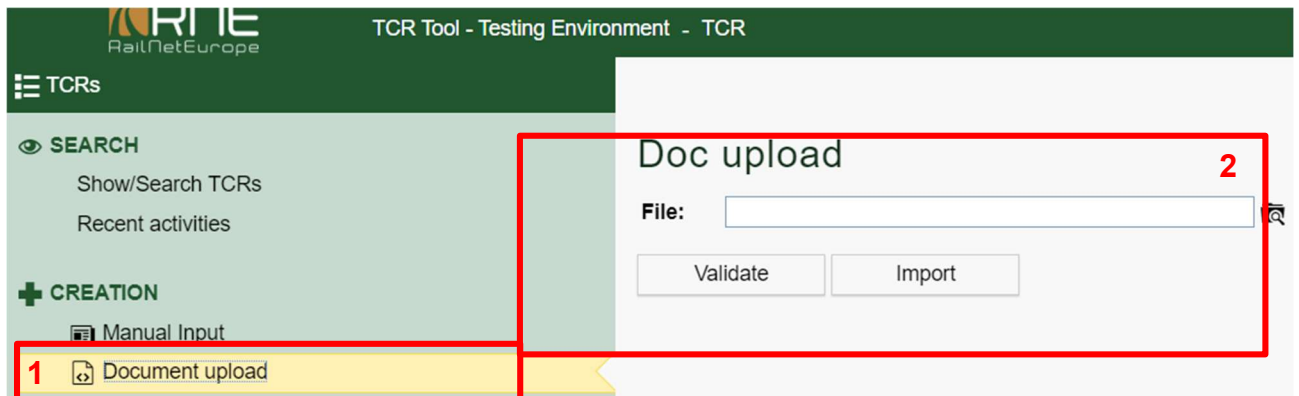 RNE
RailNetEurope
TCR Tool - Testing Environment - TCR
TCRs
SEARCH
Show/Search TCRs
Recent activities
CREATION
Manual Input
1
Document upload
Doc upload
2
File:
Validate
Import